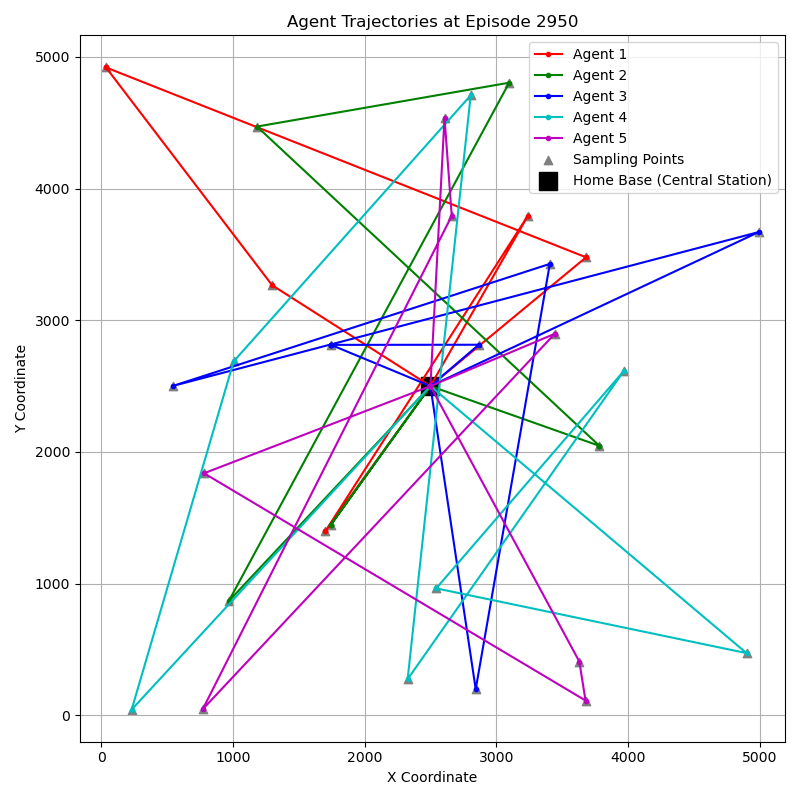 Agent Trajectories at Episode 2950
Agent 1
Agent 2
Agent 3
Agent 4
Agent 5
Sampling Points
Home Base (Central Station)
5000
4000
3000
2000
1000
0
Y Coordinate
0 1000 2000 3000 4000 5000
X Coordinate